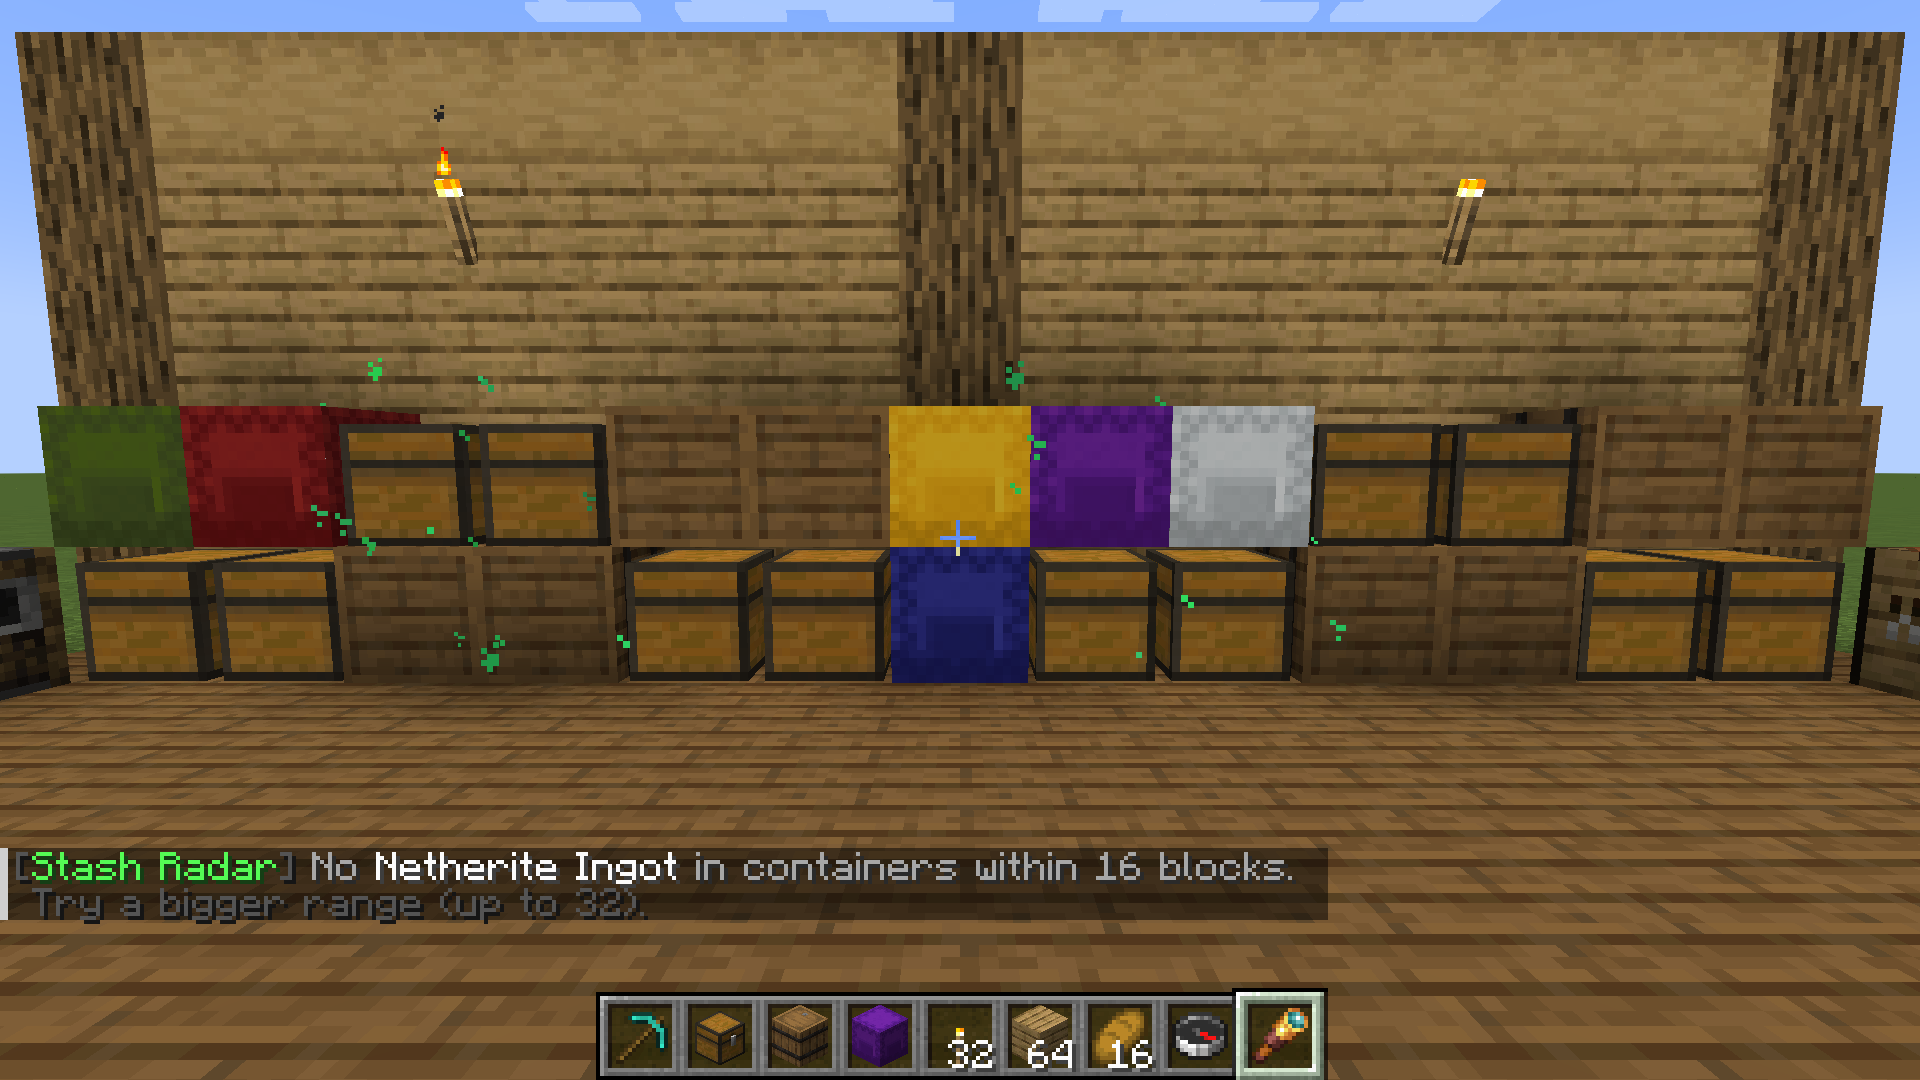 [Stash Radar] No Netherite Ingot in containers within 16 blocks.
Try a bigger range (up to 32).
32 64 16